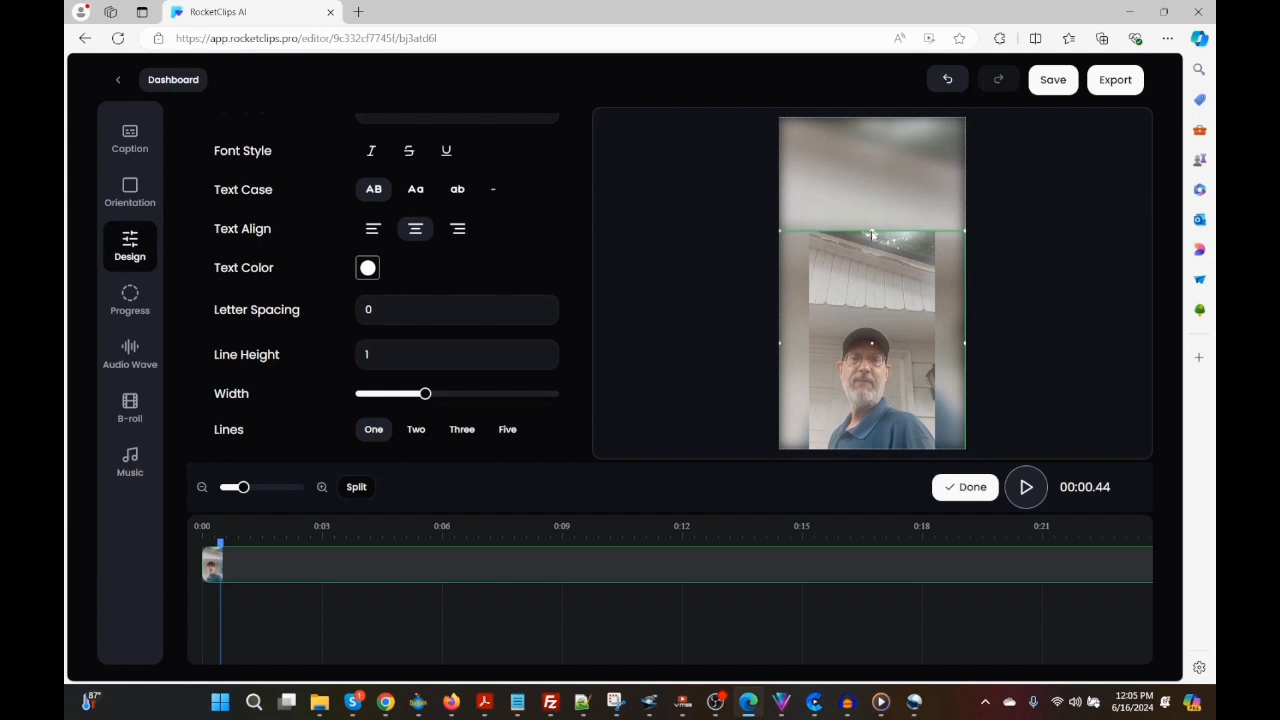 RocketClips AI
https://app.rocketclips.pro/editor/9c332cf7745f/bj3atd6l
Dashboard
Save
Export
Caption
Orientation
Design
Progress
Audio Wave
B-roll
Music
Font Style
I S U
Text Case
AB Aa ab -
Text Align
Text Color
Letter Spacing
0
Line Height
1
Width
Lines
One Two Three Five
Split
Done
00:00.44
0:00 0:03 0:06 0:09 0:12 0:15 0:18 0:21
87°
12:05 PM
6/16/2024